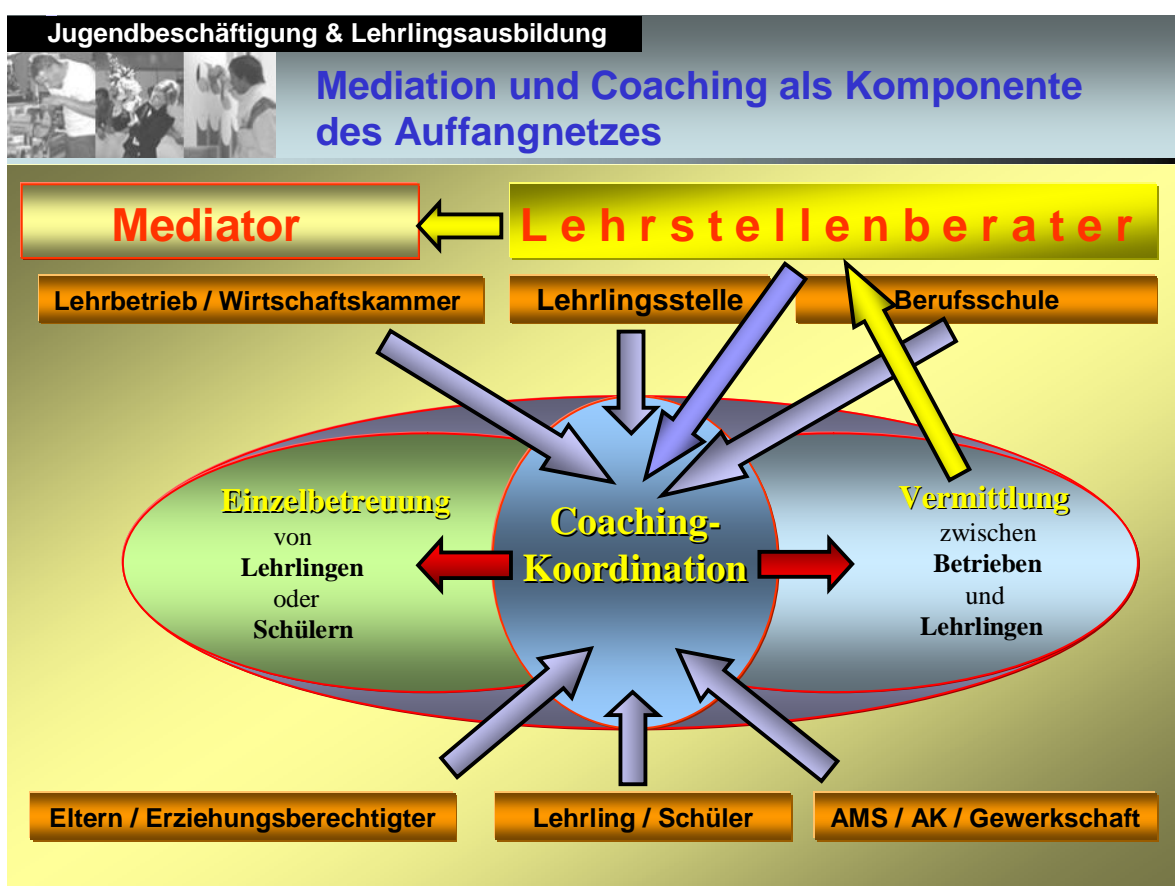 Jugendbeschäftigung & Lehrlingsausbildung
Mediation und Coaching als Komponente
des Auffangnetzes
Mediator
Lehrstellenberater
Lehrbetrieb / Wirtschaftskammer
Lehrlingsstelle
Berufsschule
Einzelbetreuung
von
Lehrlingen
oder
Schülern
Coaching-
Koordination
Vermittlung
zwischen
Betrieben
und
Lehrlingen
Eltern / Erziehungsberechtigter
Lehrling / Schüler
AMS / AK / Gewerkschaft